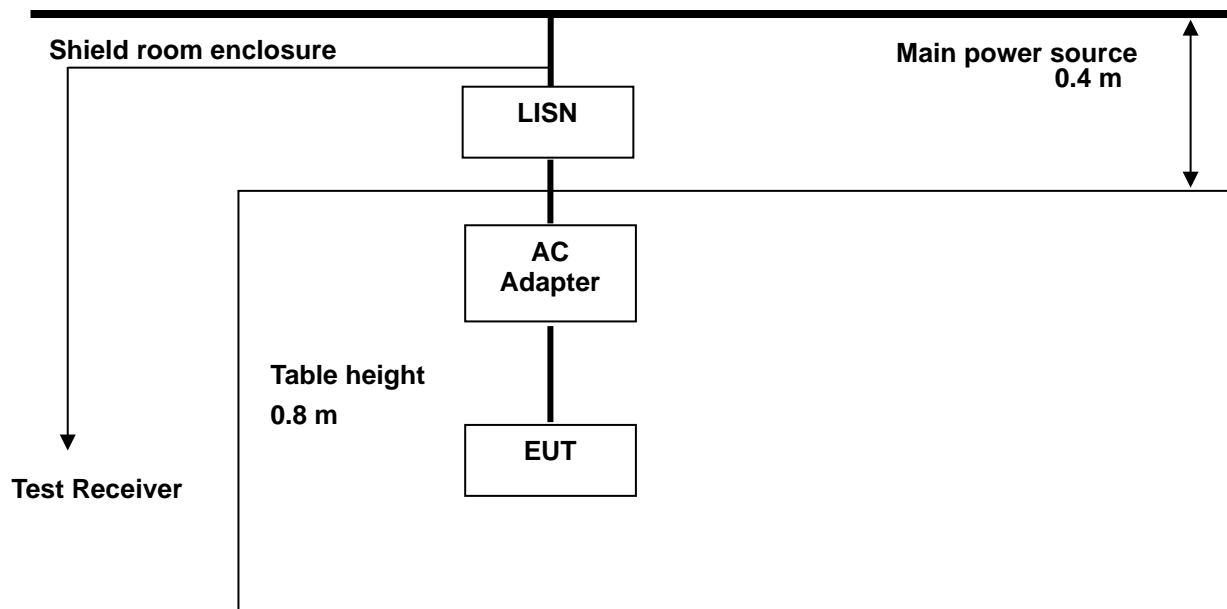 Shield room enclosure
Main power source
0.4 m
LISN
AC
Adapter
Table height
0.8 m
EUT
Test Receiver